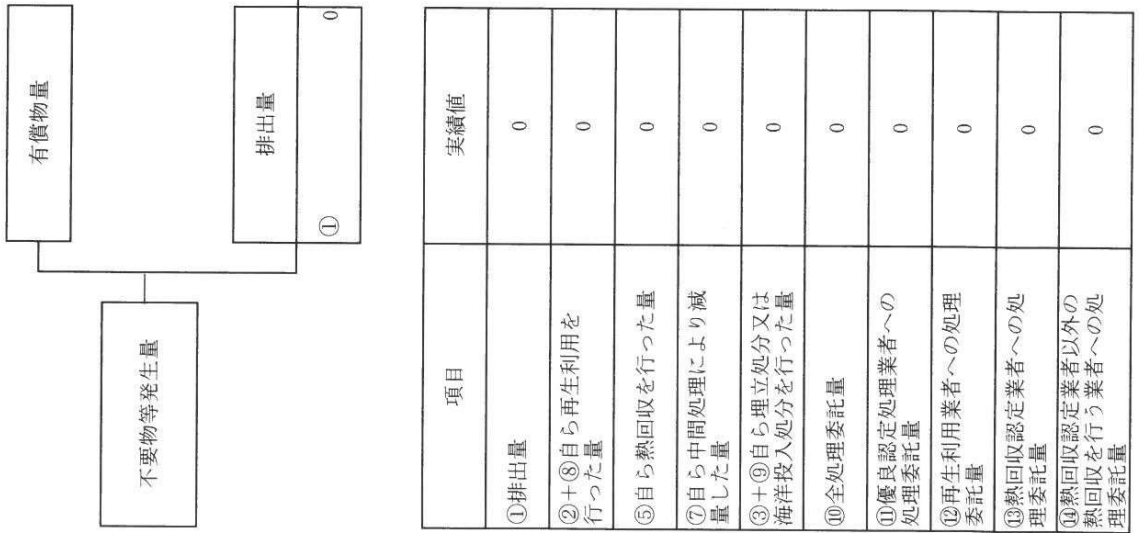 不要物等発生量
有償物量
排出量
① 0
項目 実績値
①排出量 0
②+⑧自ら再生利用を
行った量 0
⑤自ら熱回収を行った量 0
⑦自ら中間処理により減
量した量 0
③+⑨自ら埋立処分又は
海洋投入処分を行った量 0
⑩全処理委託量 0
⑪優良認定処理業者への
処理委託量 0
⑫再生利用業者への処理
委託量 0
⑬熱回収認定業者への処
理委託量 0
⑭熱回収認定業者以外の
熱回収を行う業者への処
理委託量 0